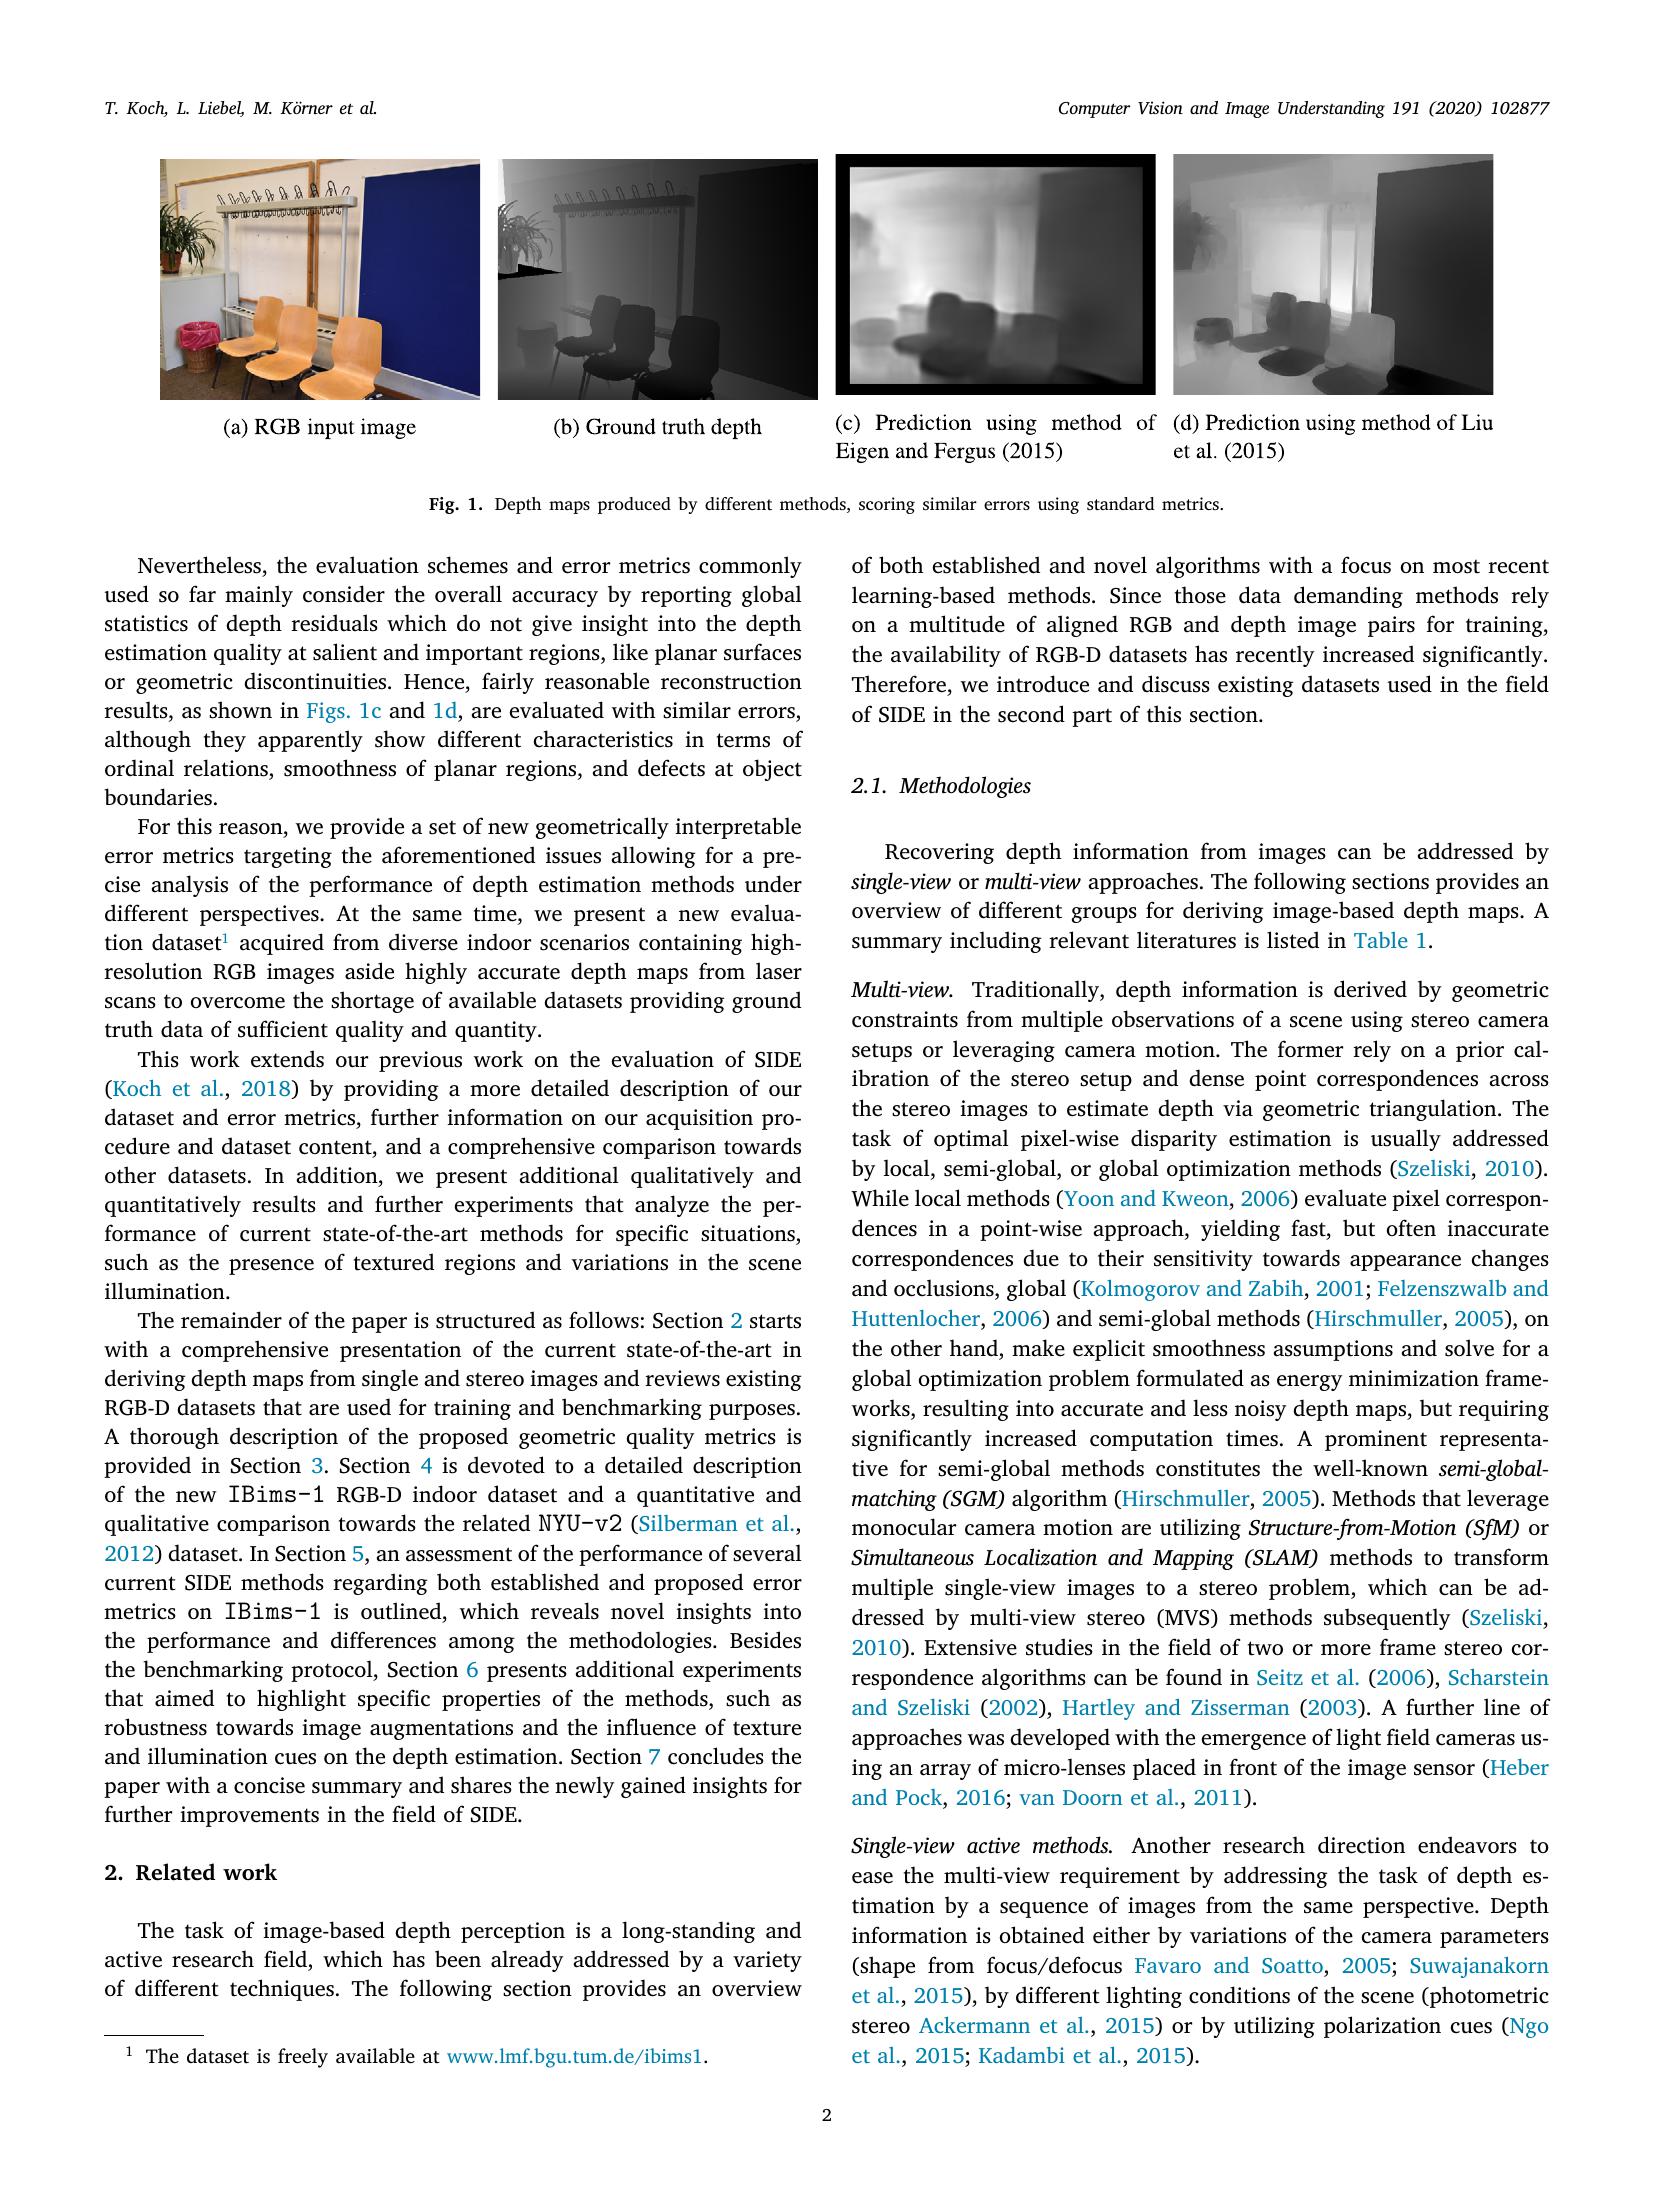 T. Koch, L. Liebel, M. Körner et al.
Computer Vision and Image Understanding 191 (2020) 102877
(a) RGB input image
(b) Ground truth depth
(c) Prediction using method of
Eigen and Fergus (2015)
(d) Prediction using method of Liu
et al. (2015)
Fig. 1. Depth maps produced by different methods, scoring similar errors using standard metrics.
Nevertheless, the evaluation schemes and error metrics commonly
used so far mainly consider the overall accuracy by reporting global
statistics of depth residuals which do not give insight into the depth
estimation quality at salient and important regions, like planar surfaces
or geometric discontinuities. Hence, fairly reasonable reconstruction
results, as shown in Figs. 1c and 1d, are evaluated with similar errors,
although they apparently show different characteristics in terms of
ordinal relations, smoothness of planar regions, and defects at object
boundaries.
For this reason, we provide a set of new geometrically interpretable
error metrics targeting the aforementioned issues allowing for a pre-
cise analysis of the performance of depth estimation methods under
different perspectives. At the same time, we present a new evalua-
tion dataset1 acquired from diverse indoor scenarios containing high-
resolution RGB images aside highly accurate depth maps from laser
scans to overcome the shortage of available datasets providing ground
truth data of sufficient quality and quantity.
This work extends our previous work on the evaluation of SIDE
(Koch et al., 2018) by providing a more detailed description of our
dataset and error metrics, further information on our acquisition pro-
cedure and dataset content, and a comprehensive comparison towards
other datasets. In addition, we present additional qualitatively and
quantitatively results and further experiments that analyze the per-
formance of current state-of-the-art methods for specific situations,
such as the presence of textured regions and variations in the scene
illumination.
The remainder of the paper is structured as follows: Section 2 starts
with a comprehensive presentation of the current state-of-the-art in
deriving depth maps from single and stereo images and reviews existing
RGB-D datasets that are used for training and benchmarking purposes.
A thorough description of the proposed geometric quality metrics is
provided in Section 3. Section 4 is devoted to a detailed description
of the new IBims-1 RGB-D indoor dataset and a quantitative and
qualitative comparison towards the related NYU-v2 (Silberman et al.,
2012) dataset. In Section 5, an assessment of the performance of several
current SIDE methods regarding both established and proposed error
metrics on IBims-1 is outlined, which reveals novel insights into
the performance and differences among the methodologies. Besides
the benchmarking protocol, Section 6 presents additional experiments
that aimed to highlight specific properties of the methods, such as
robustness towards image augmentations and the influence of texture
and illumination cues on the depth estimation. Section 7 concludes the
paper with a concise summary and shares the newly gained insights for
further improvements in the field of SIDE.
2. Related work
The task of image-based depth perception is a long-standing and
active research field, which has been already addressed by a variety
of different techniques. The following section provides an overview
1 The dataset is freely available at www.lmf.bgu.tum.de/ibims1.
of both established and novel algorithms with a focus on most recent
learning-based methods. Since those data demanding methods rely
on a multitude of aligned RGB and depth image pairs for training,
the availability of RGB-D datasets has recently increased significantly.
Therefore, we introduce and discuss existing datasets used in the field
of SIDE in the second part of this section.
2.1. Methodologies
Recovering depth information from images can be addressed by
single-view or multi-view approaches. The following sections provides an
overview of different groups for deriving image-based depth maps. A
summary including relevant literatures is listed in Table 1.
Multi-view. Traditionally, depth information is derived by geometric
constraints from multiple observations of a scene using stereo camera
setups or leveraging camera motion. The former rely on a prior cal-
ibration of the stereo setup and dense point correspondences across
the stereo images to estimate depth via geometric triangulation. The
task of optimal pixel-wise disparity estimation is usually addressed
by local, semi-global, or global optimization methods (Szeliski, 2010).
While local methods (Yoon and Kweon, 2006) evaluate pixel correspon-
dences in a point-wise approach, yielding fast, but often inaccurate
correspondences due to their sensitivity towards appearance changes
and occlusions, global (Kolmogorov and Zabih, 2001; Felzenszwalb and
Huttenlocher, 2006) and semi-global methods (Hirschmuller, 2005), on
the other hand, make explicit smoothness assumptions and solve for a
global optimization problem formulated as energy minimization frame-
works, resulting into accurate and less noisy depth maps, but requiring
significantly increased computation times. A prominent representa-
tive for semi-global methods constitutes the well-known semi-global-
matching (SGM) algorithm (Hirschmuller, 2005). Methods that leverage
monocular camera motion are utilizing Structure-from-Motion (SfM) or
Simultaneous Localization and Mapping (SLAM) methods to transform
multiple single-view images to a stereo problem, which can be ad-
dressed by multi-view stereo (MVS) methods subsequently (Szeliski,
2010). Extensive studies in the field of two or more frame stereo cor-
respondence algorithms can be found in Seitz et al. (2006), Scharstein
and Szeliski (2002), Hartley and Zisserman (2003). A further line of
approaches was developed with the emergence of light field cameras us-
ing an array of micro-lenses placed in front of the image sensor (Heber
and Pock, 2016; van Doorn et al., 2011).
Single-view active methods. Another research direction endeavors to
ease the multi-view requirement by addressing the task of depth es-
timation by a sequence of images from the same perspective. Depth
information is obtained either by variations of the camera parameters
(shape from focus/defocus Favaro and Soatto, 2005; Suwajanakorn
et al., 2015), by different lighting conditions of the scene (photometric
stereo Ackermann et al., 2015) or by utilizing polarization cues (Ngo
et al., 2015; Kadambi et al., 2015).
2